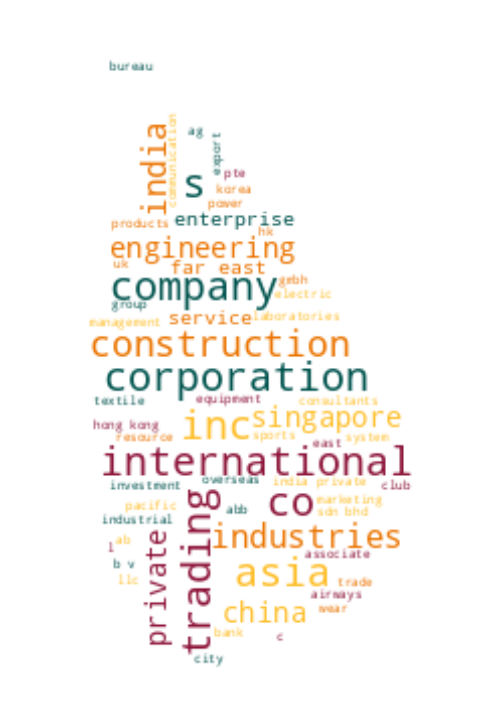 bureau
ag
india
communication
export
pte
s
korea
power
products
enterprise
hk
engineering
uk
far east
company
gmbh
electric
group
management
service
laboratories
construction
corporation
textile
equipment
consultants
inc
singapore
hong kong
resource
sports
east
system
international
investment
overseas
india private
club
trading
co
pacific
abb
marketing
sdn bhd
industrial
industries
private
ab
l
associate
b v
asia
llc
trade
airways
china
wear
bank
c
city